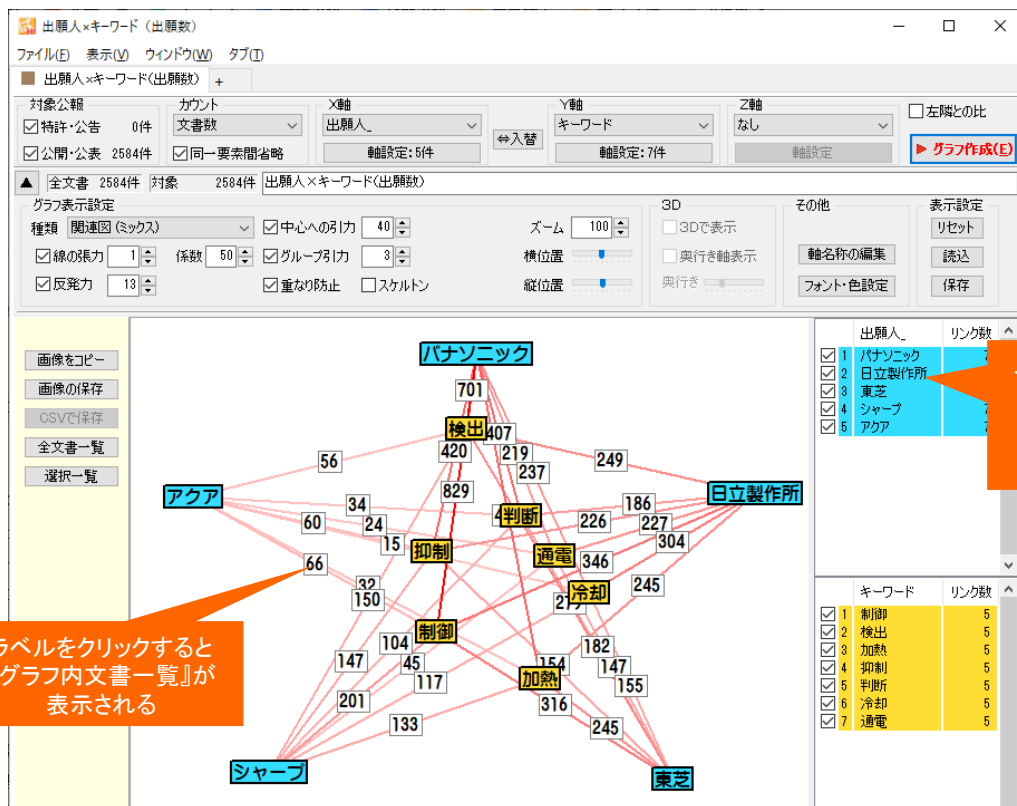 出願人×キーワード（出願数）
ファイル(F) 表示(V) ウィンドウ(W) タブ(T)
出願人×キーワード(出願数) +
対象公報 カウント X軸 Y軸 Z軸 左隣との比
特許・公告 0件 文書数 出願人_ ⇔入替 キーワード なし
公開・公表 2584件 同一要素間省略 軸設定:5件 軸設定:7件 軸設定 グラフ作成(E)
全文書 2584件 対象 2584件 出願人×キーワード(出願数)
グラフ表示設定 3D その他 表示設定
種類 関連図 (ミックス) 中心への引力 40 ズーム 100 3Dで表示 リセット
線の張力 1 係数 50 グループ引力 3 横位置 奥行き軸表示 軸名称の編集 読込
反発力 13 重なり防止 スケルトン 縦位置 奥行き フォント・色設定 保存
画像をコピー
画像の保存
CSVで保存
全文書一覧
選択一覧
パナソニック
701
検出 407
56 420 219 249
237
アクア 829 日立製作所
34 判断 186
60 24 226 227
15 抑制 通電 304
66 346
32 冷却 245
150
制御
104 182
147 45 154 147
117 加熱 155
201 316
133 245
シャープ 東芝
ラベルをクリックすると
グラフ内文書一覧』が
表示される
出願人_ リンク数
1 パナソニック
2 日立製作所
3 東芝
4 シャープ
5 アクア
キーワード リンク数
1 制御 5
2 検出 5
3 加熱 5
4 抑制 5
5 判断 5
6 冷却 5
7 通電 5